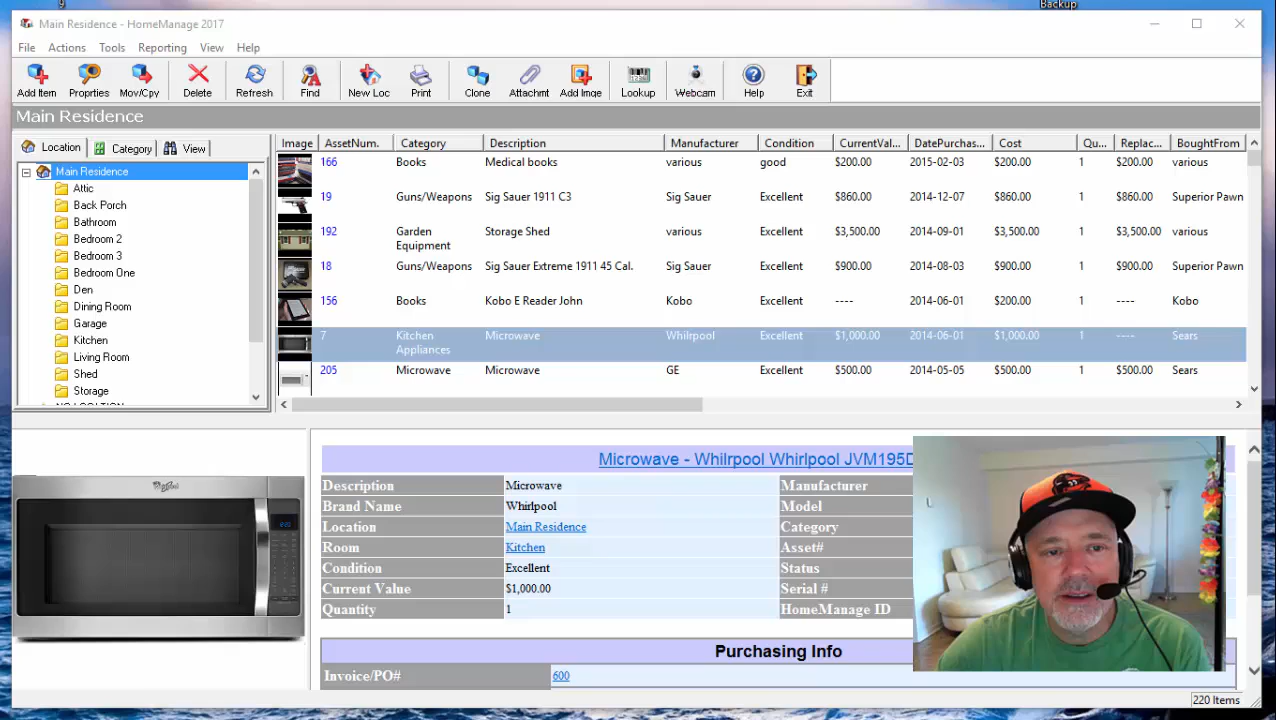 9
Backup
Main Residence - HomeManage 2017
File Actions Tools Reporting View Help
Add Item Proprties Mov/Cpy Delete Refresh Find New Loc Print Clone Attachmt Add Image Lookup Webcam Help Exit
Main Residence
Location Category View
Image AssetNum. Category Description Manufacturer Condition CurrentVal... DatePurchas... Cost Qu... Replac... BoughtFrom
Main Residence
Attic
Back Porch
Bathroom
Bedroom 2
Bedroom 3
Bedroom One
Den
Dining Room
Garage
Kitchen
Living Room
Shed
Storage
NO LOCATION
166 Books Medical books various good $200.00 2015-02-03 $200.00 1 $200.00 various
19 Guns/Weapons Sig Sauer 1911 C3 Sig Sauer Excellent $860.00 2014-12-07 $860.00 1 $860.00 Superior Pawn
192 Garden Equipment Storage Shed various Excellent $3,500.00 2014-09-01 $3,500.00 1 $3,500.00 various
18 Guns/Weapons Sig Sauer Extreme 1911 45 Cal. Sig Sauer Excellent $900.00 2014-08-03 $900.00 1 $900.00 Superior Pawn
156 Books Kobo E Reader John Kobo Excellent ---- 2014-06-01 $200.00 1 ---- Kobo
7 Kitchen Appliances Microwave Whilrpool Excellent $1,000.00 2014-06-01 $1,000.00 1 ---- Sears
205 Microwave Microwave GE Excellent $500.00 2014-05-05 $500.00 1 $500.00 Sears
Microwave - Whilrpool Whirlpool JVM195D
Description Microwave Manufacturer
Brand Name Whirlpool Model
Location Main Residence Category
Room Kitchen Asset#
Condition Excellent Status
Current Value $1,000.00 Serial #
Quantity 1 HomeManage ID
Purchasing Info
Invoice/PO# 600
220 Items